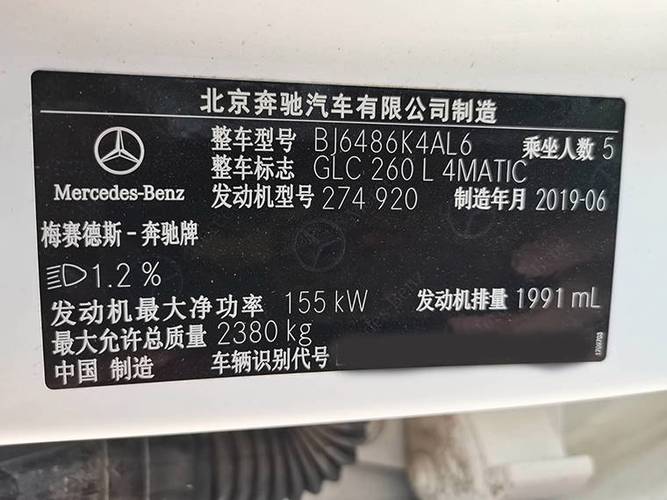 北京奔驰汽车有限公司制造
整车型号 BJ6486K4AL6 乘坐人数 5
整车标志 GLC 260 L 4MATIC
发动机型号 274 920 制造年月 2019-06
Mercedes-Benz
梅赛德斯-奔驰牌
1.2 %
发动机最大净功率 155 kW 发动机排量 1991 mL
最大允许总质量 2380 kg
中国 制造 车辆识别代号